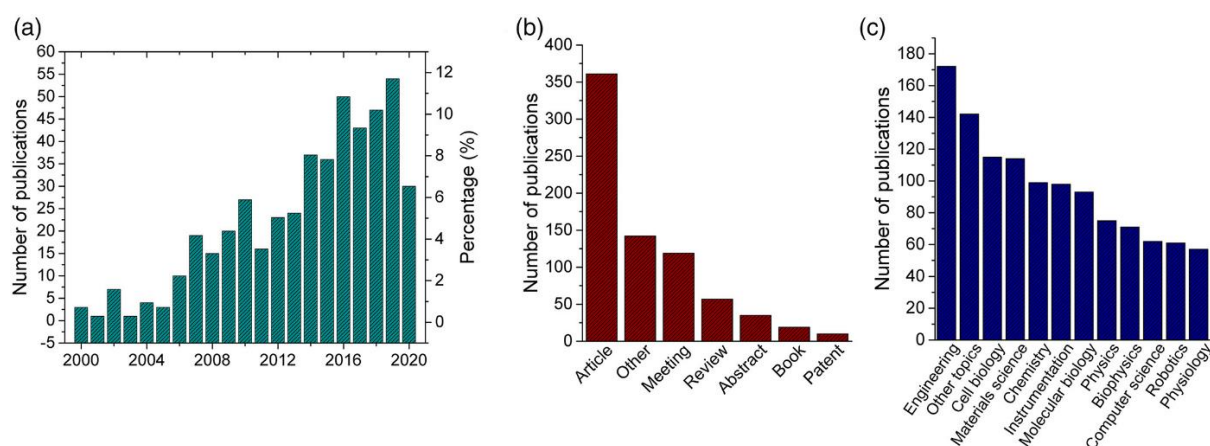 (a)
Number of publications
60
55
50
45
40
35
30
25
20
15
10
5
0
-5
2000 2004 2008 2012 2016 2020
12
10
8
6
4
2
0
Percentage (%)
(b)
Number of publications
400
350
300
250
200
150
100
50
0
Article
Other
Meeting
Review
Abstract
Book
Patent
(c)
Number of publications
180
160
140
120
100
80
60
40
20
0
Engineering
Other topics
Cell biology
Materials science
Chemistry
Instrumentation
Molecular biology
Physics
Biophysics
Computer science
Robotics
Physiology